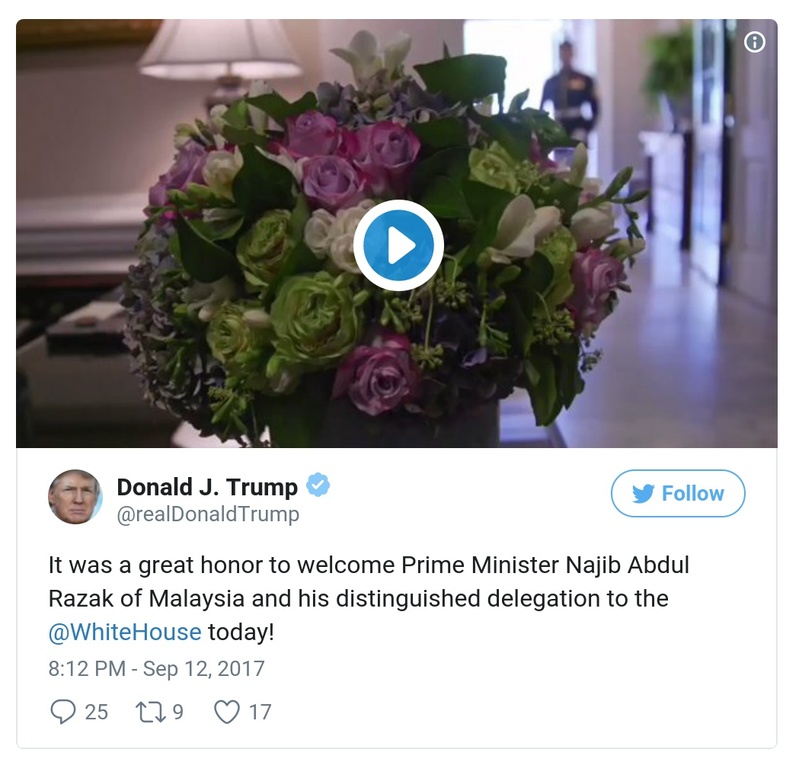 Donald J. Trump
@realDonaldTrump
Follow
It was a great honor to welcome Prime Minister Najib Abdul
Razak of Malaysia and his distinguished delegation to the
@WhiteHouse today!
8:12 PM - Sep 12, 2017
25 9 17